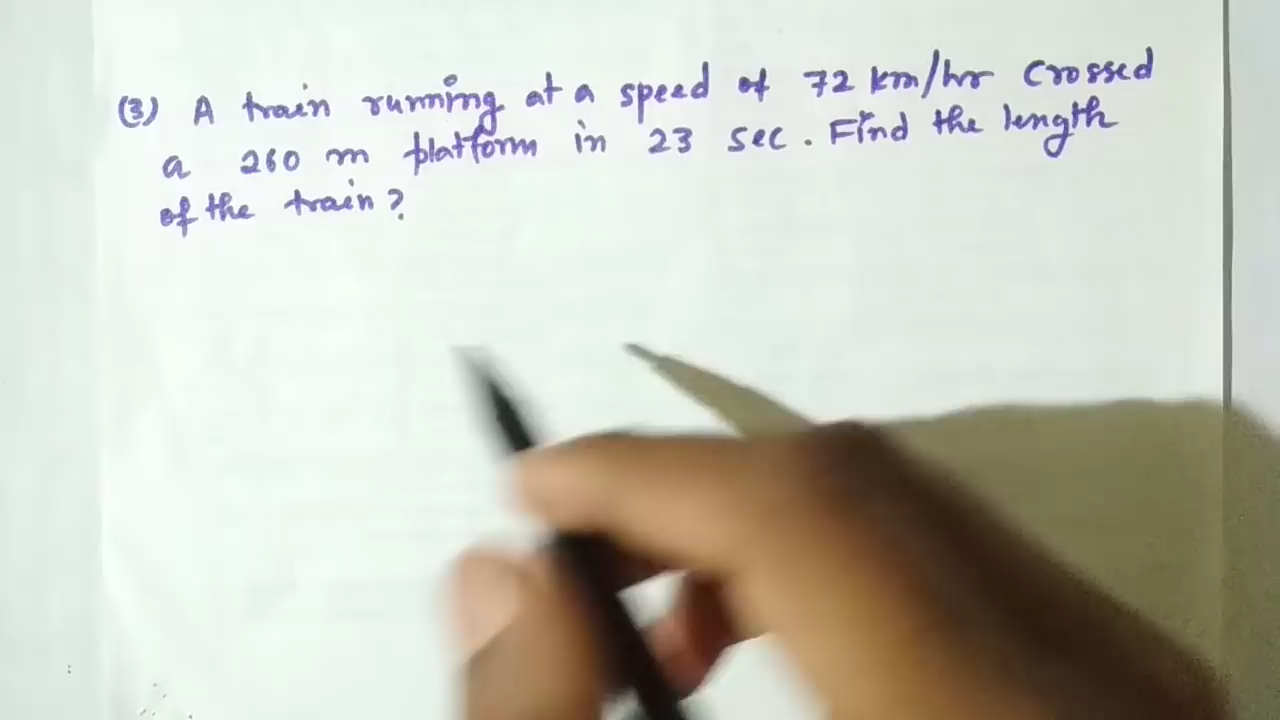 (3) A train running at a speed of 72 km/hr crossed
a 260 m platform in 23 sec. Find the length
of the train?